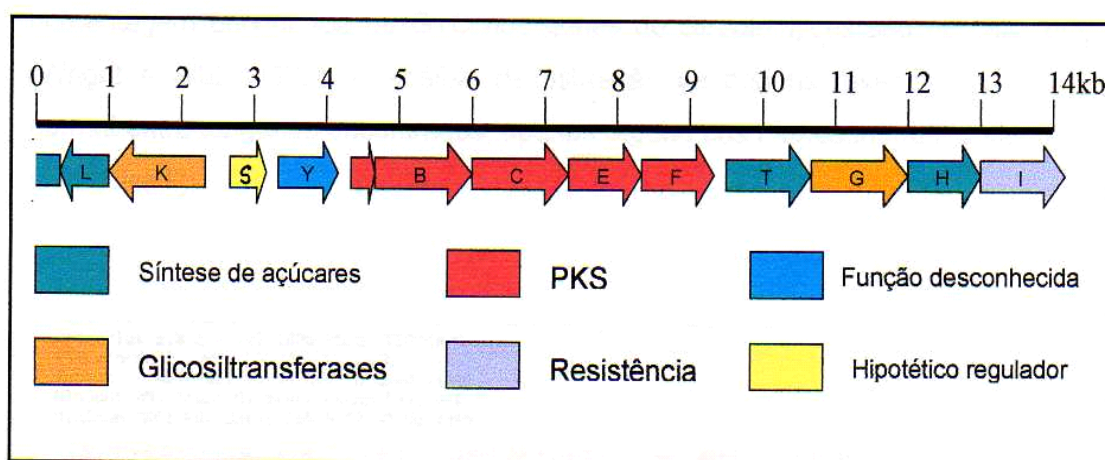 0 1 2 3 4 5 6 7 8 9 10 11 12 13 14kb
L K S Y B C E F T G H I
Síntese de açúcares PKS Função desconhecida
Glicosiltransferases Resistência Hipotético regulador